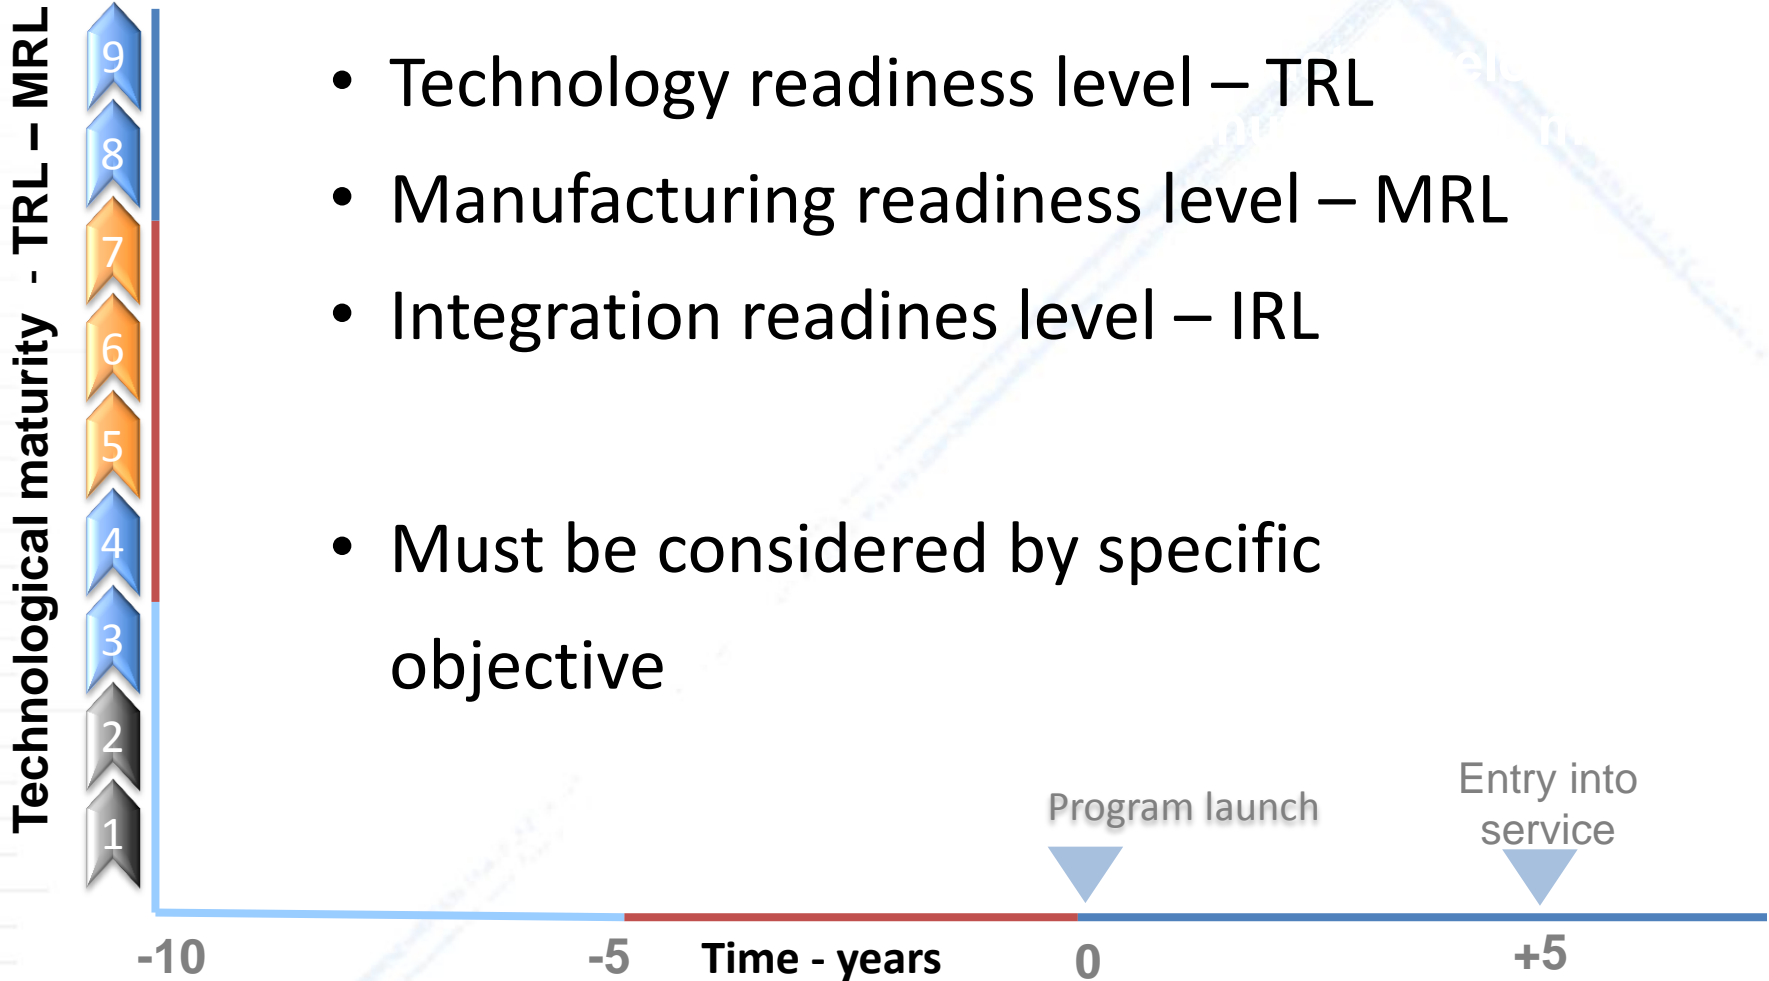 Technological maturity - TRL – MRL
9
8
7
6
5
4
3
2
1
• Technology readiness level – TRL
• Manufacturing readiness level – MRL
• Integration readines level – IRL
• Must be considered by specific
objective
Program launch
Entry into
service
-10
-5
Time - years
0
+5